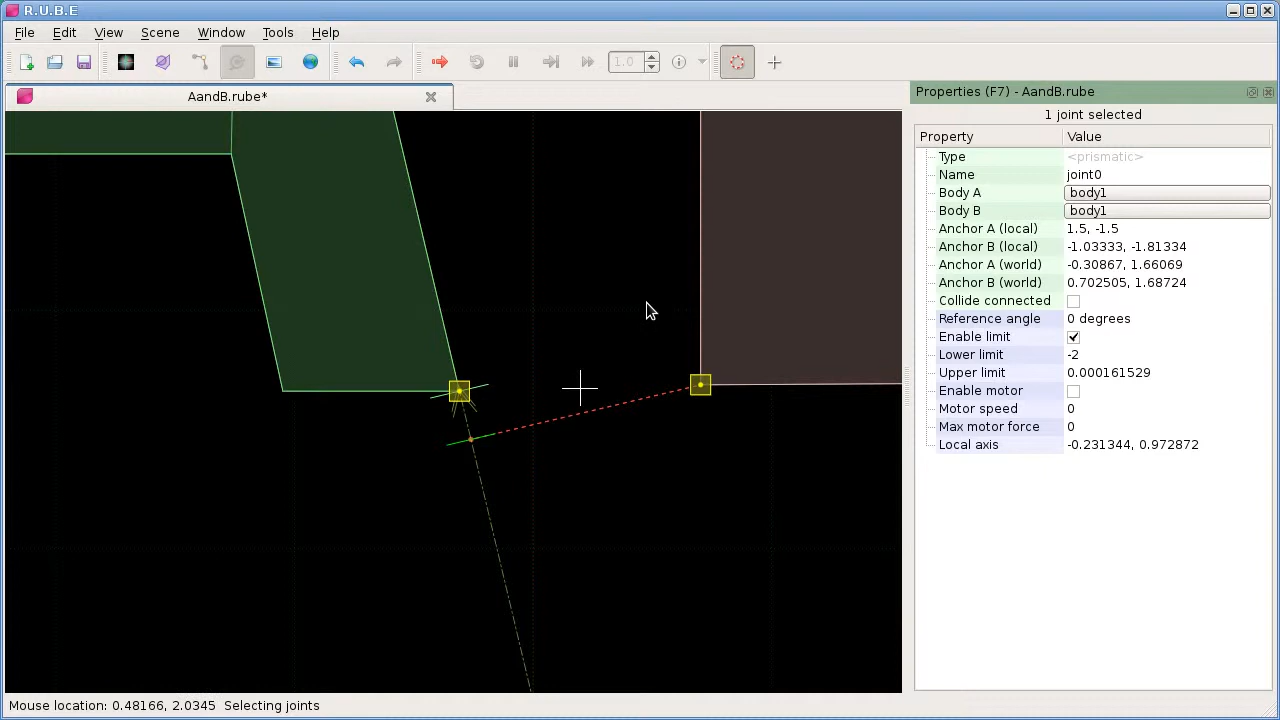 R.U.B.E
File Edit View Scene Window Tools Help
1.0
AandB.rube*
Properties (F7) - AandB.rube
1 joint selected
Property Value
Type <prismatic>
Name joint0
Body A body1
Body B body1
Anchor A (local) 1.5, -1.5
Anchor B (local) -1.03333, -1.81334
Anchor A (world) -0.30867, 1.66069
Anchor B (world) 0.702505, 1.68724
Collide connected
Reference angle 0 degrees
Enable limit
Lower limit -2
Upper limit 0.000161529
Enable motor
Motor speed 0
Max motor force 0
Local axis -0.231344, 0.972872
Mouse location: 0.48166, 2.0345 Selecting joints